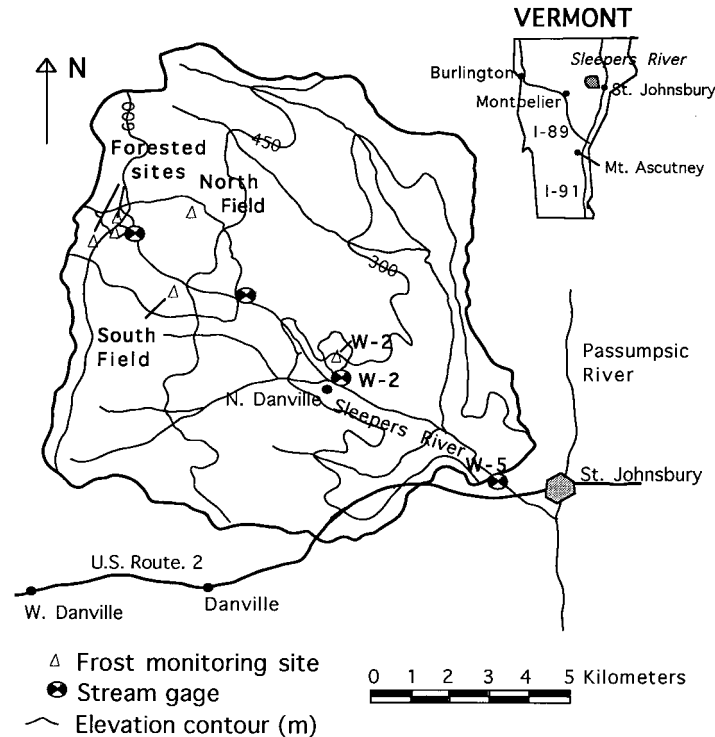 VERMONT
Sleepers River
Burlington
St. Johnsbury
Montpelier
I-89
Mt. Ascutney
I-91
N
600
Forested
sites
450
North
Field
300
South
Field
W-2
W-2
N. Danville
Sleepers River
W-5
Passumpsic
River
St. Johnsbury
U.S. Route. 2
W. Danville
Danville
Frost monitoring site
Stream gage
Elevation contour (m)
0 1 2 3 4 5 Kilometers